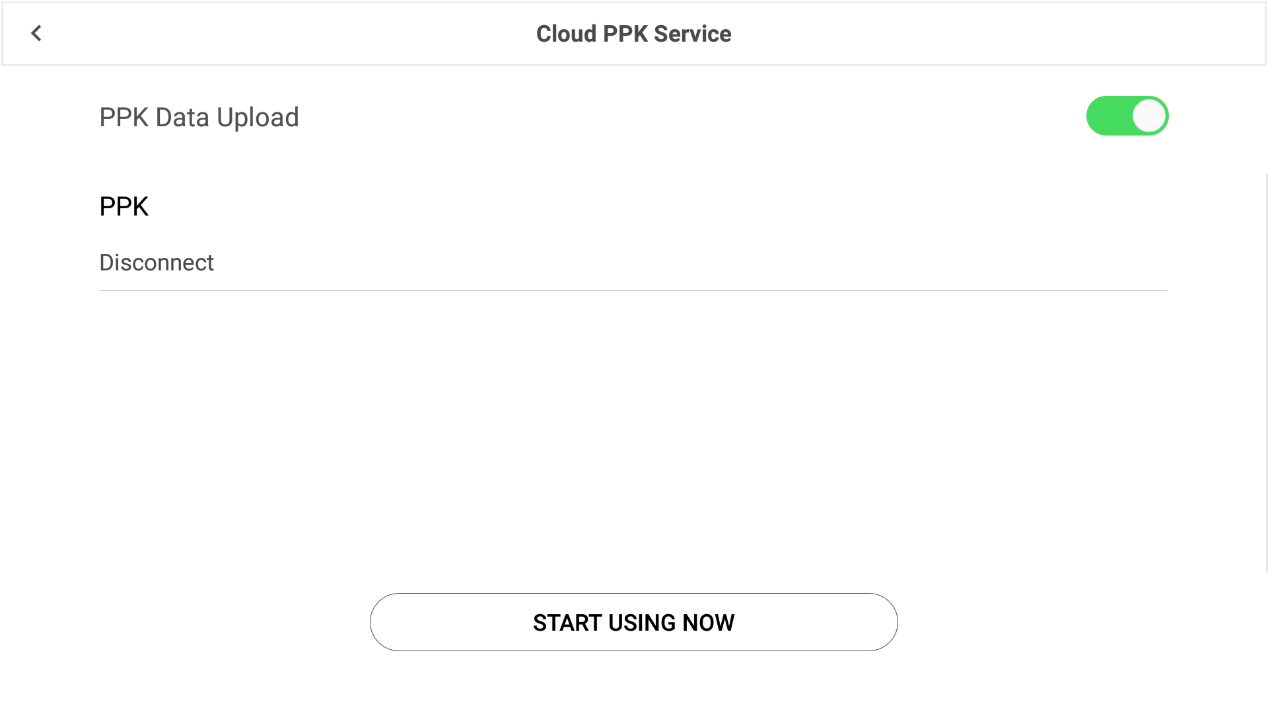 Cloud PPK Service
PPK Data Upload
PPK
Disconnect
START USING NOW